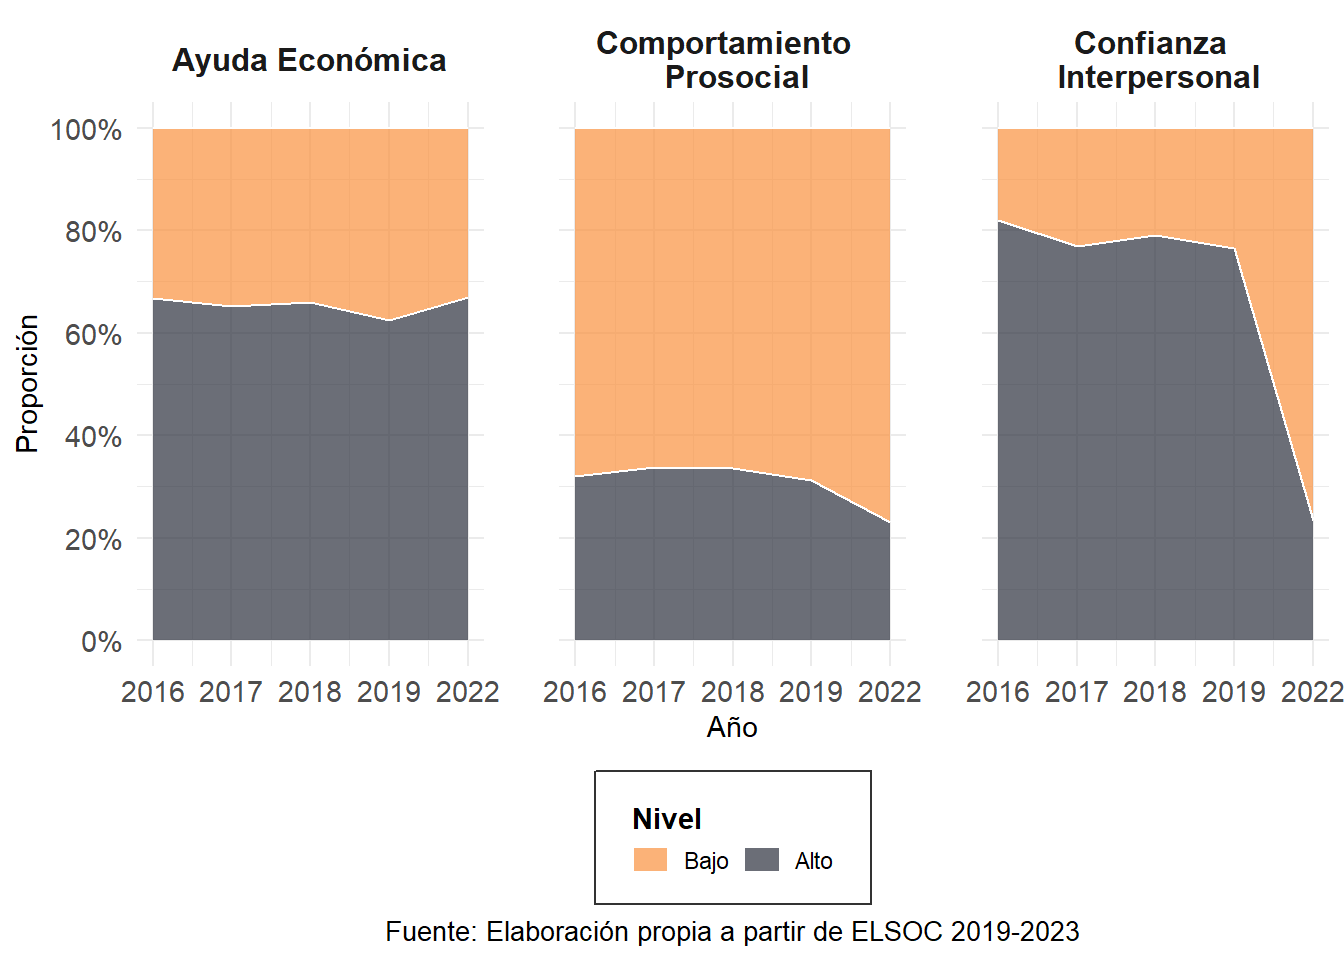 Ayuda Económica
Comportamiento
Prosocial
Confianza
Interpersonal
Proporción
100%
80%
60%
40%
20%
0%
2016 2017 2018 2019 2022
2016 2017 2018 2019 2022
2016 2017 2018 2019 2022
Año
Nivel
Bajo Alto
Fuente: Elaboración propia a partir de ELSOC 2019-2023